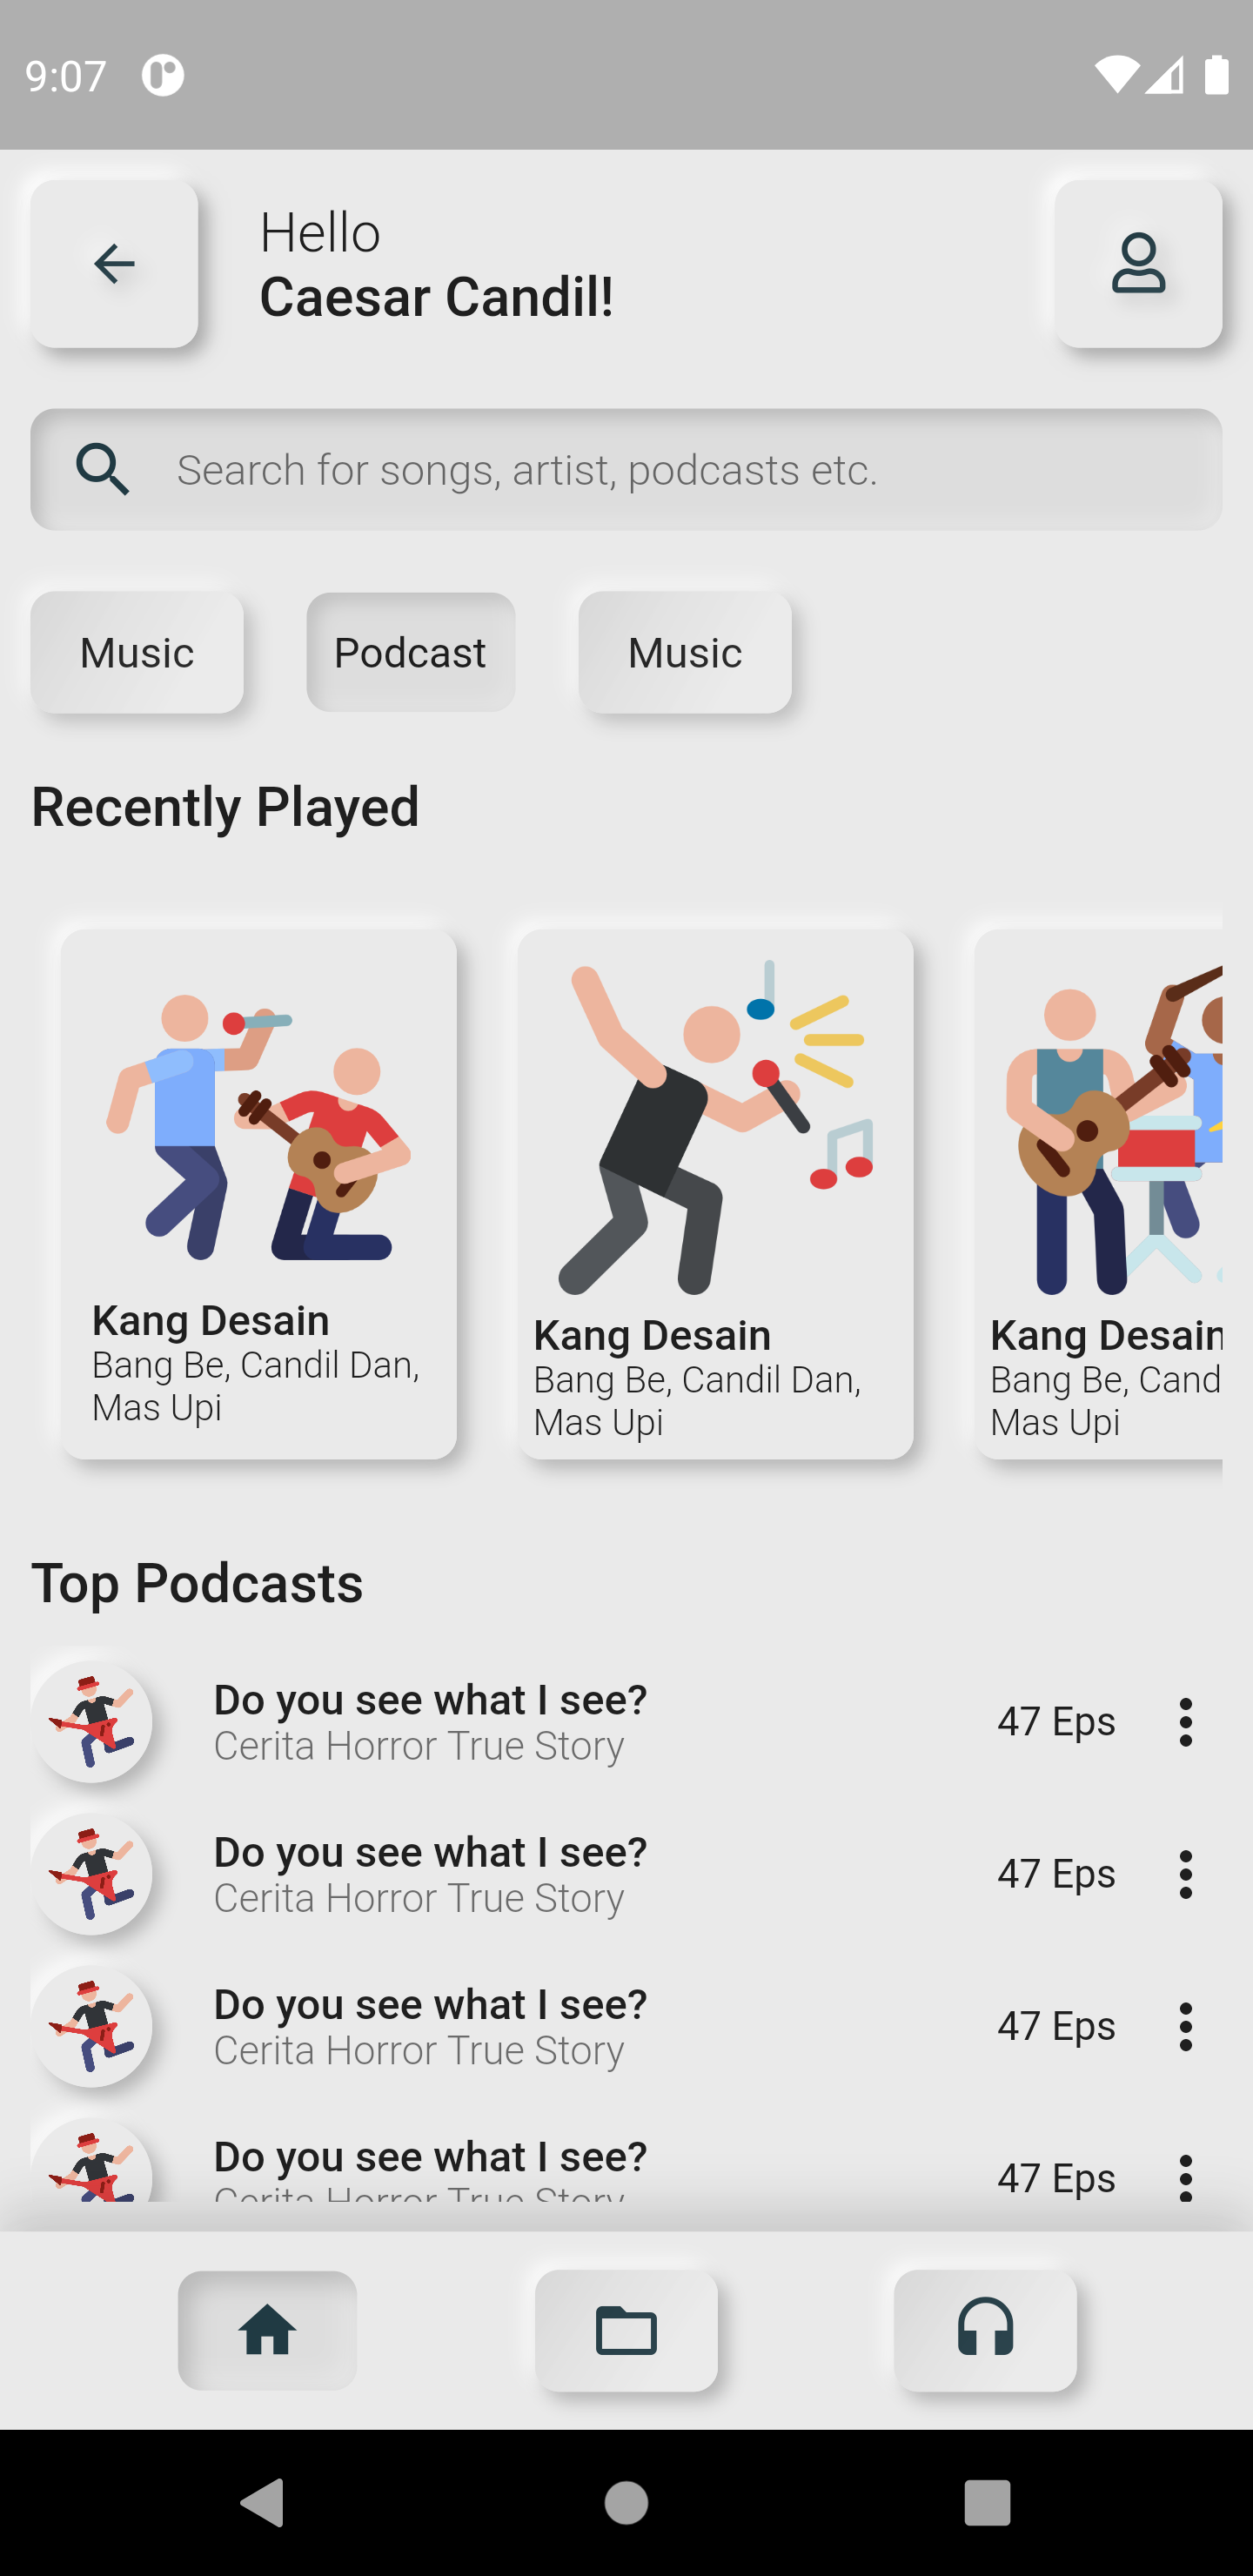 9:07
Hello
Caesar Candil!
Search for songs, artist, podcasts etc.
Music
Podcast
Music
Recently Played
Kang Desain
Bang Be, Candil Dan,
Mas Upi
Kang Desain
Bang Be, Candil Dan,
Mas Upi
Kang Desain
Bang Be, Cand
Mas Upi
Top Podcasts
Do you see what I see?
Cerita Horror True Story
47 Eps
Do you see what I see?
Cerita Horror True Story
47 Eps
Do you see what I see?
Cerita Horror True Story
47 Eps
Do you see what I see?
Cerita Horror True Story
47 Eps